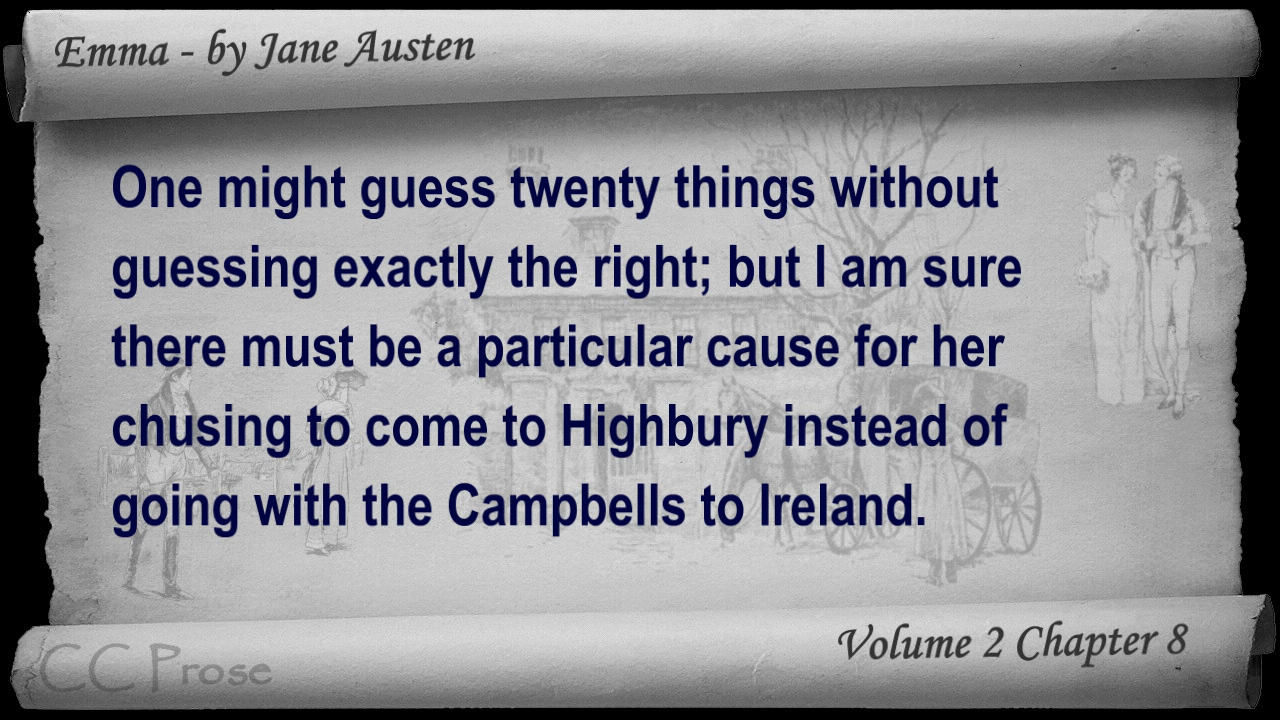 Emma - by Jane Austen
One might guess twenty things without
guessing exactly the right; but I am sure
there must be a particular cause for her
chusing to come to Highbury instead of
going with the Campbells to Ireland.
Volume 2 Chapter 8
CC Prose